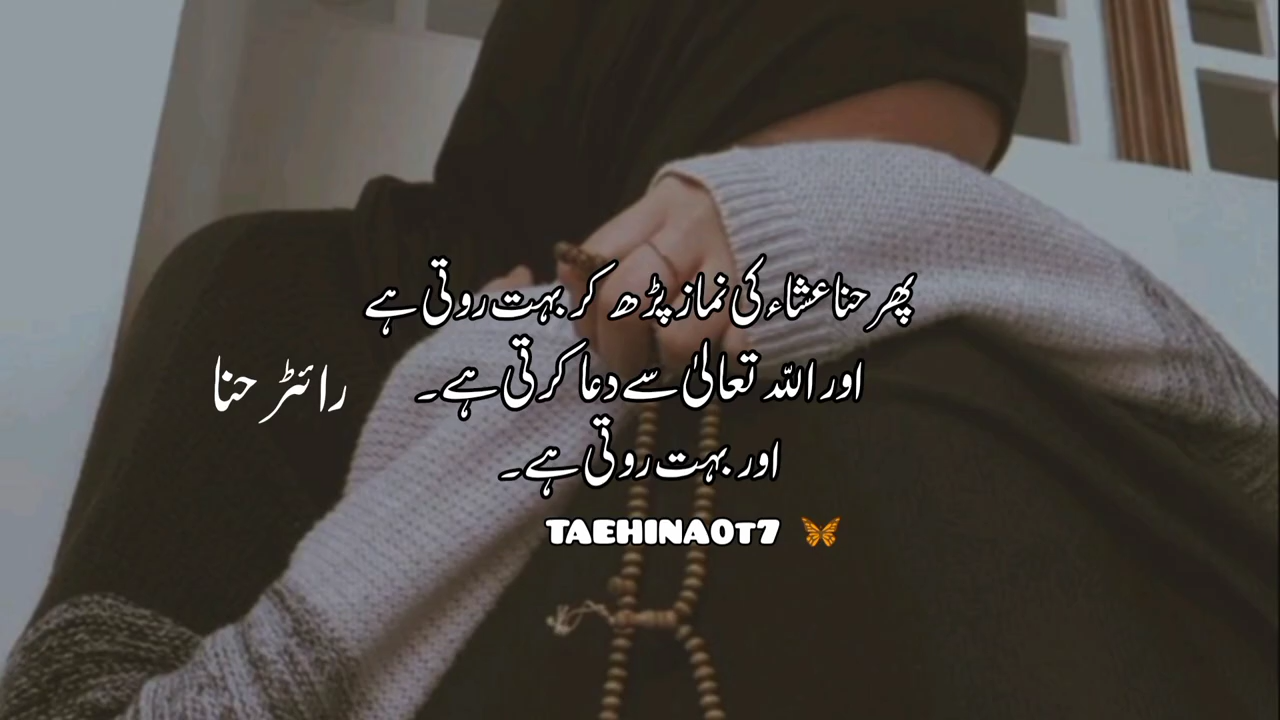 پھر حنا عشاء کی نماز پڑھ کر بہت روتی ہے
اور اللہ تعالیٰ سے دعا کرتی ہے۔
رائٹر حنا
اور بہت روتی ہے۔
TAEHINA0T7 🦋